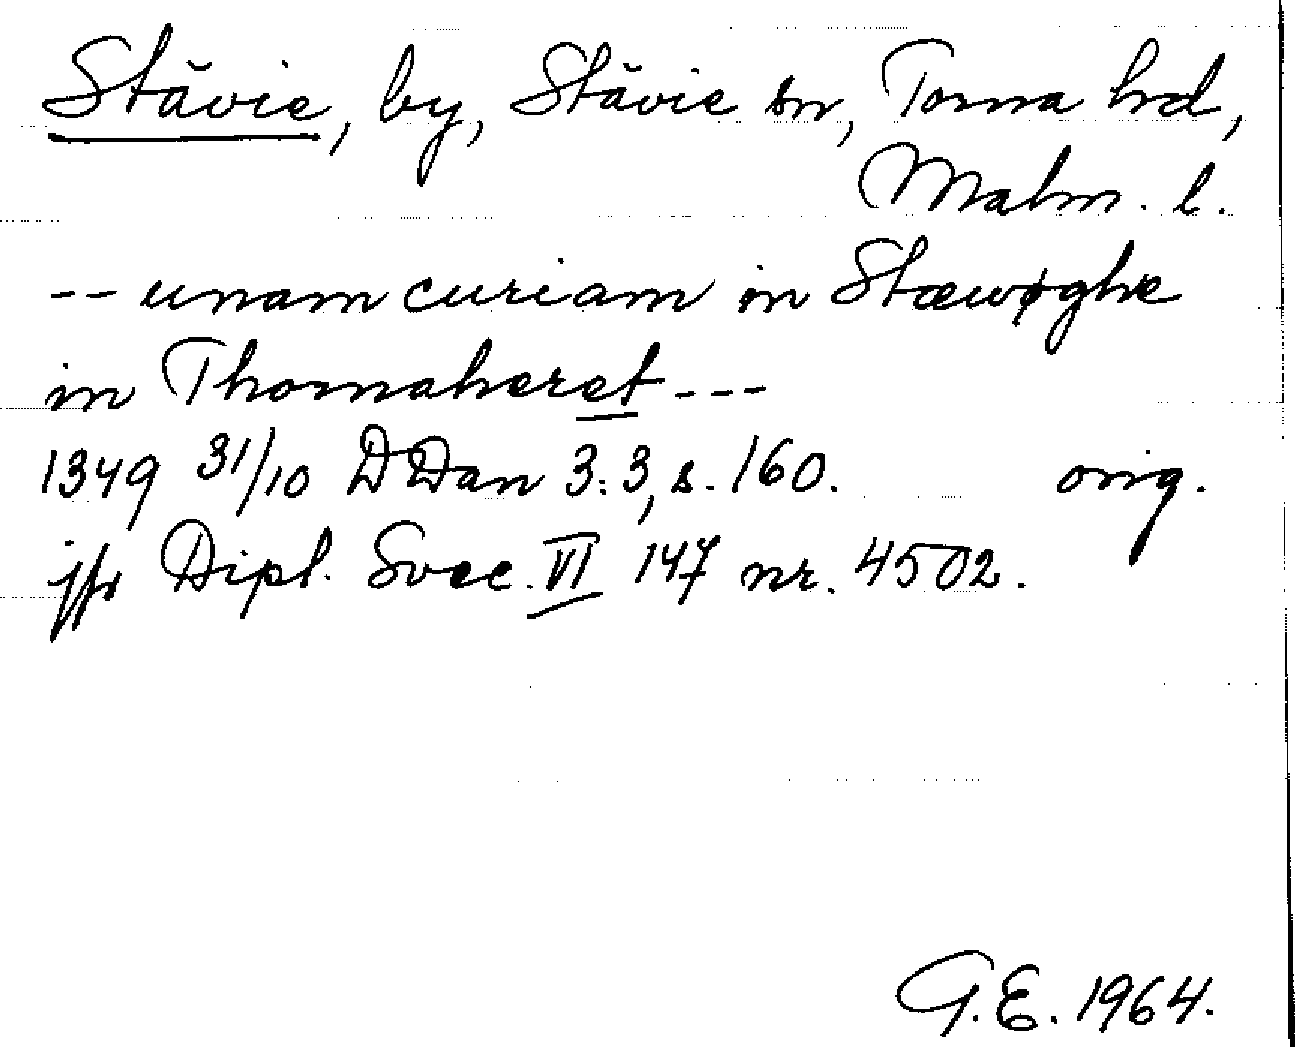 Stävie, by, Stävie sn, Torna hd,
Malm. l.
-- unam curiam in Stæwøghe
in Thornaheret ---
1349 31/10 DDan 3:3, s. 160. orig.
jfr Dipl. Svec. VI 147 nr. 4502.
G.E. 1964.